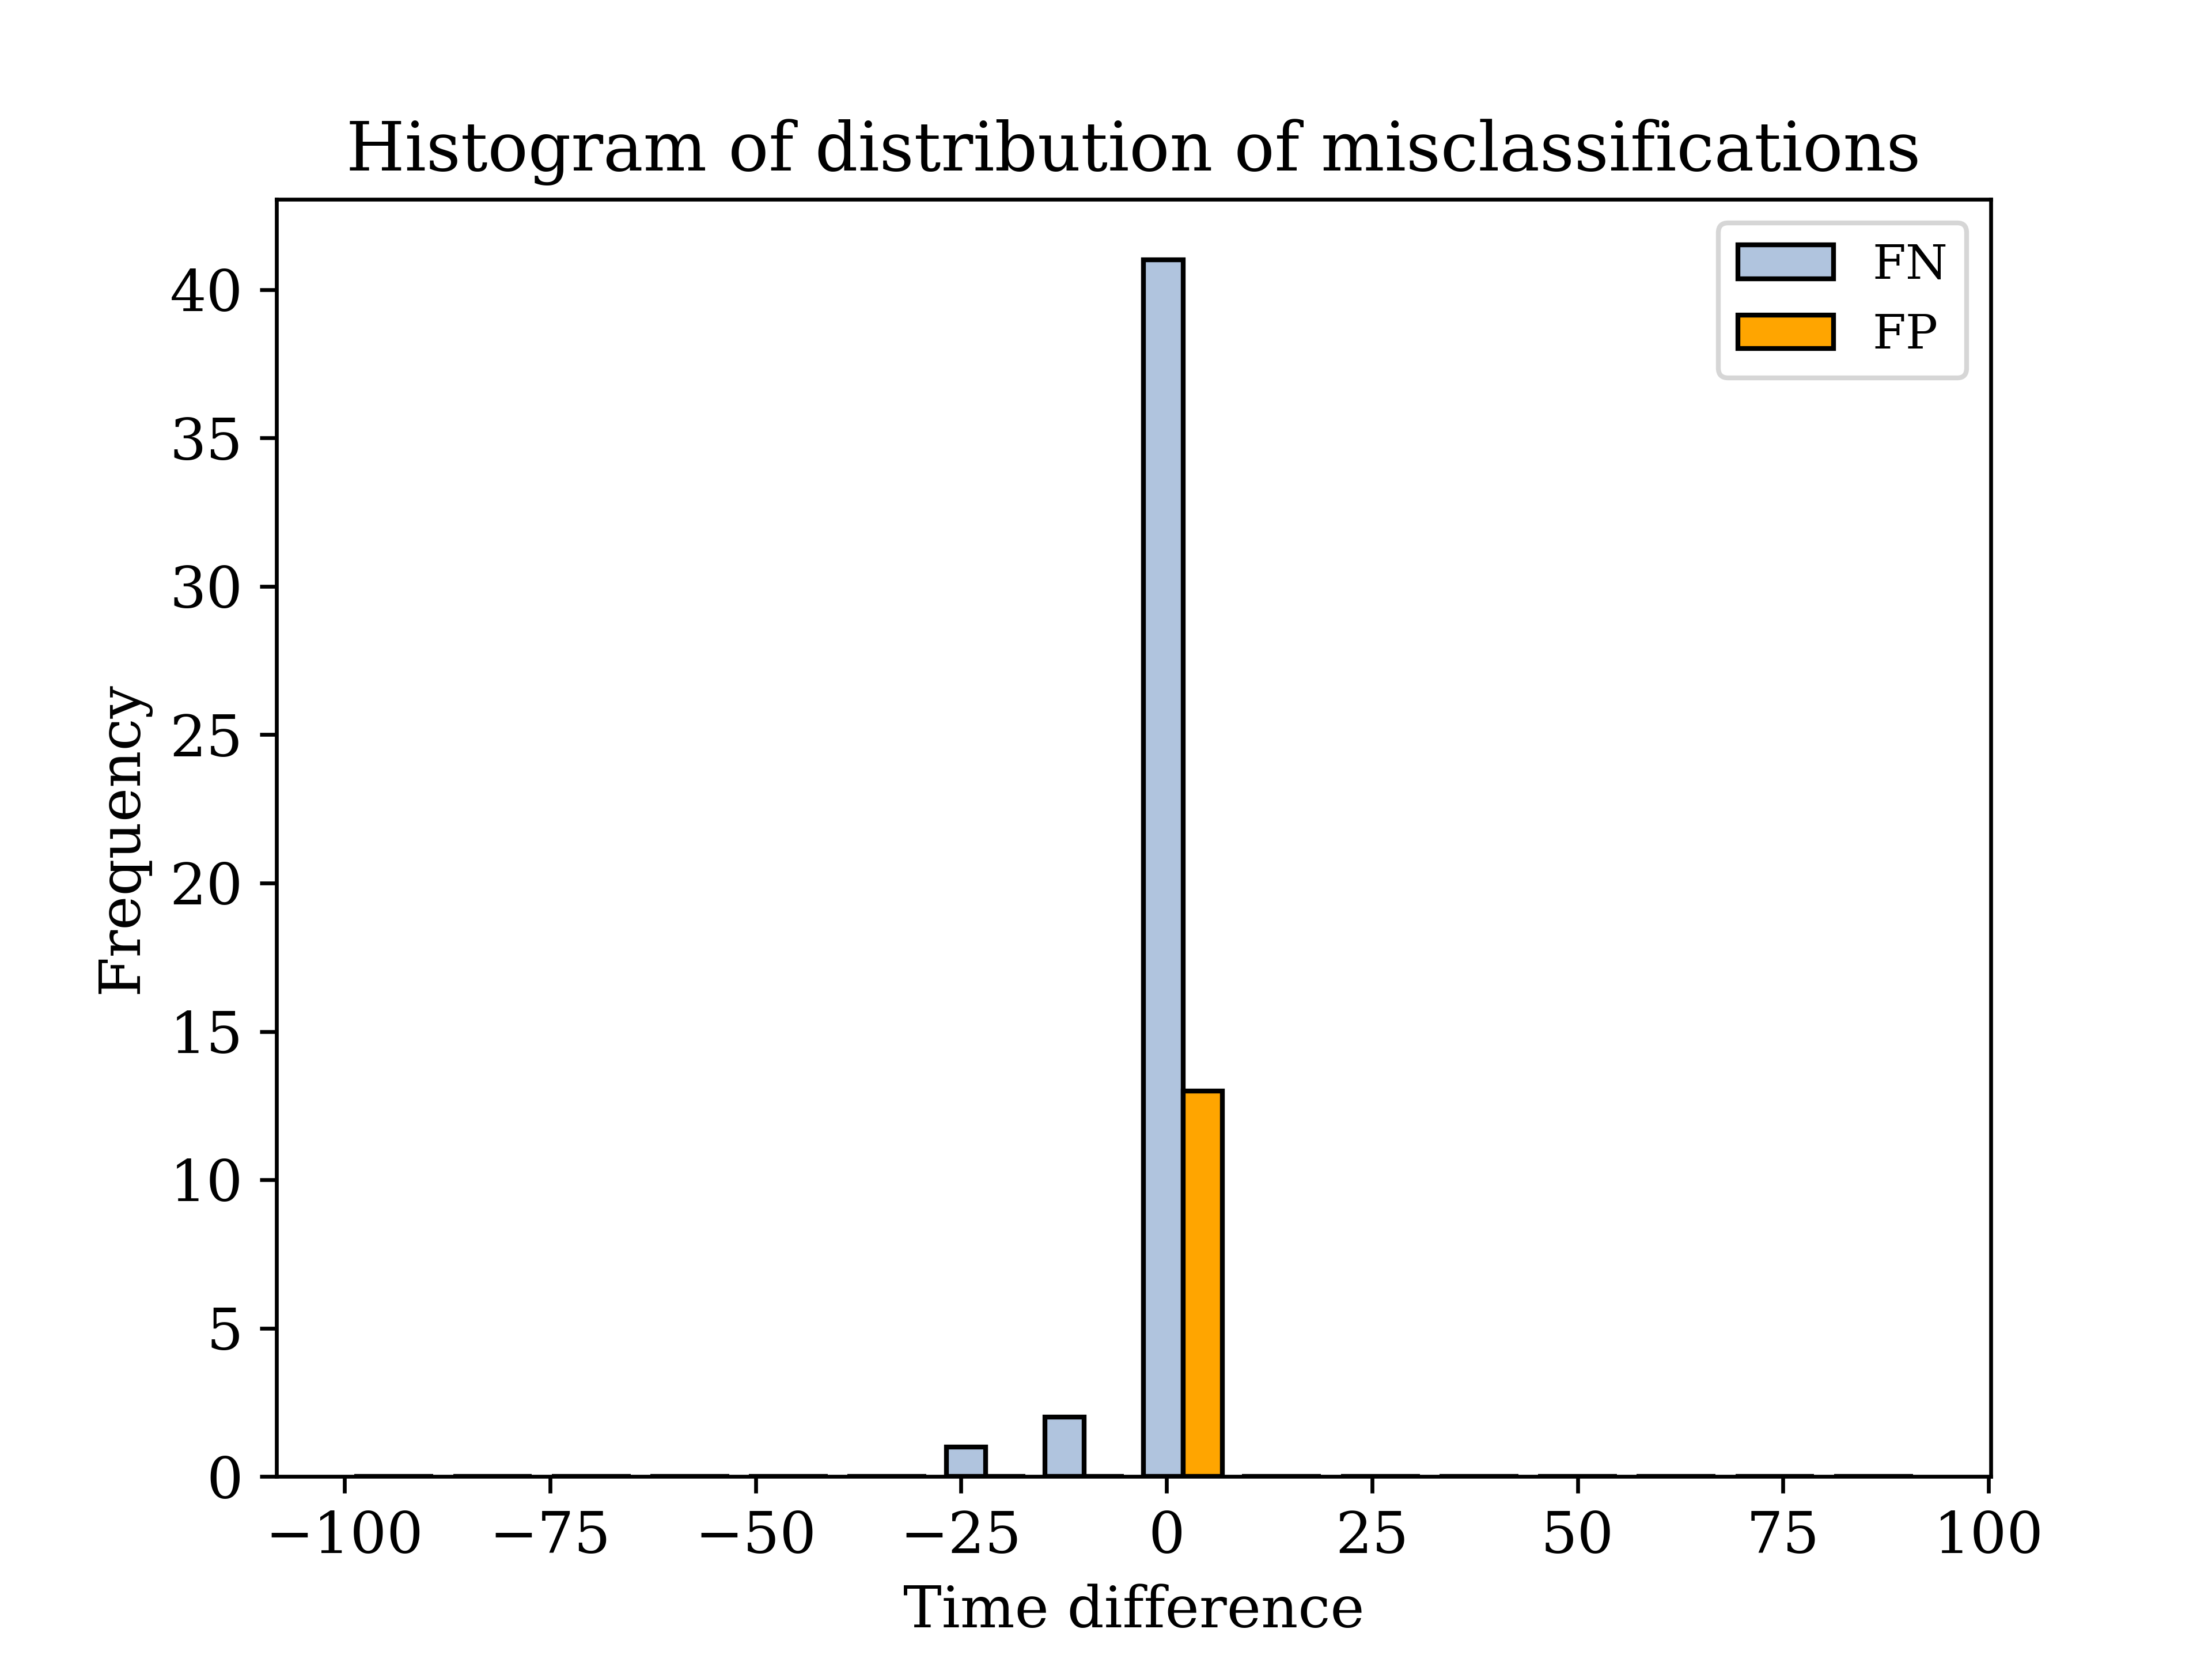 Histogram of distribution of misclassifications
FN
FP
40
35
30
25
20
15
10
5
0
Frequency
−100 −75 −50 −25 0 25 50 75 100
Time difference